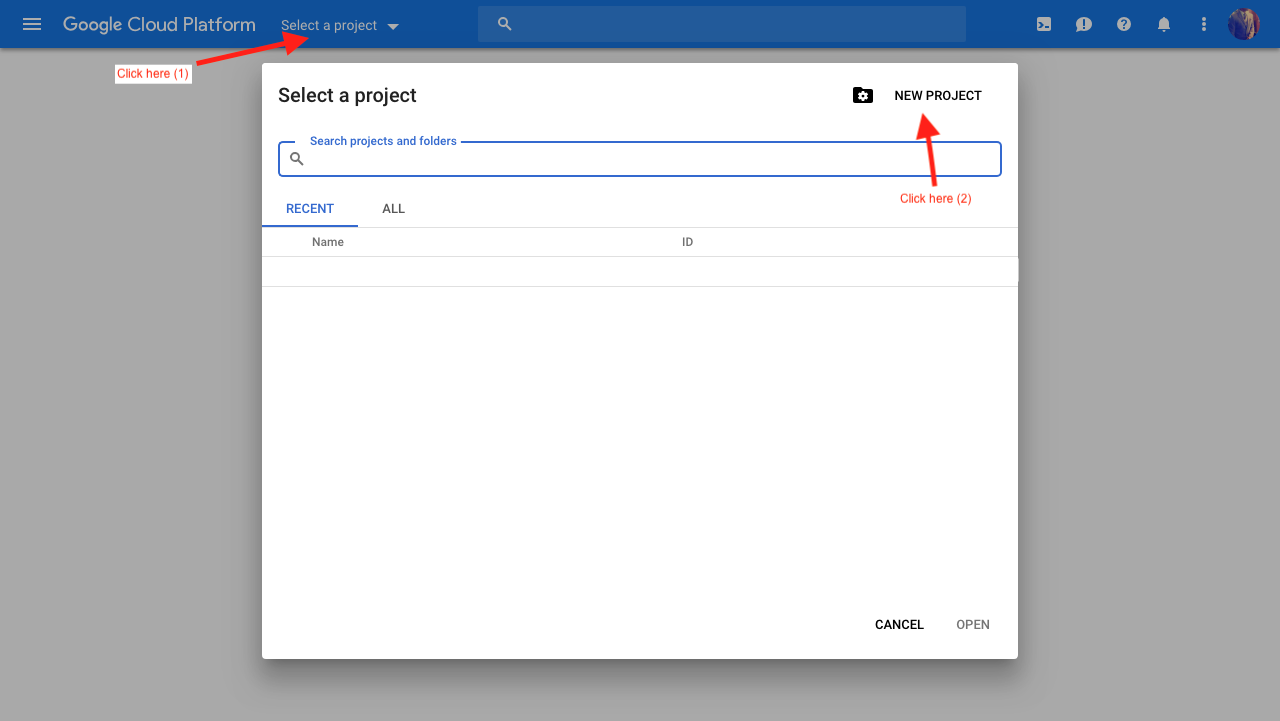 Google Cloud Platform
Select a project
Click here (1)
Select a project
NEW PROJECT
Search projects and folders
Click here (2)
RECENT
ALL
Name
ID
CANCEL
OPEN